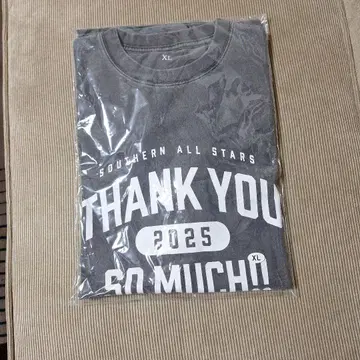 XL
SOUTHERN ALL STARS
THANK YOU
2025
SO MUCH!!
XL